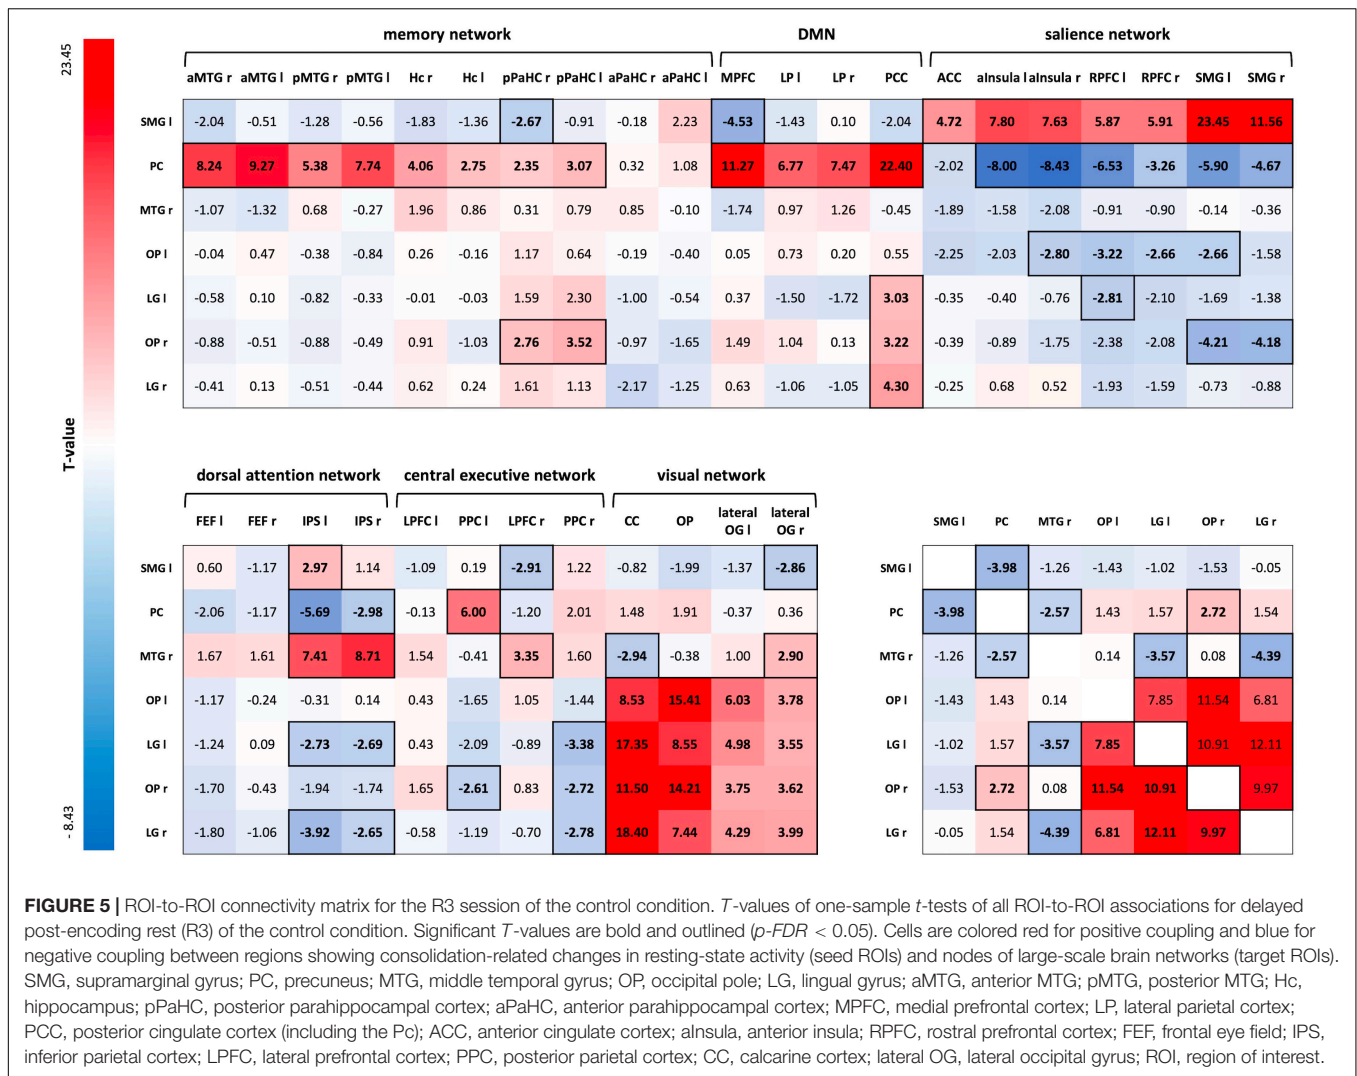 memory network DMN salience network
23.45
aMTG r aMTG l pMTG r pMTG l Hc r Hc l pPaHC r pPaHC l aPaHC r aPaHC l MPFC LP l LP r PCC ACC aInsula l aInsula r RPFC l RPFC r SMG l SMG r
SMG l -2.04 -0.51 -1.28 -0.56 -1.83 -1.36 -2.67 -0.91 -0.18 2.23 -4.53 -1.43 0.10 -2.04 4.72 7.80 7.63 5.87 5.91 23.45 11.56
PC 8.24 9.27 5.38 7.74 4.06 2.75 2.35 3.07 0.32 1.08 11.27 6.77 7.47 22.40 -2.02 -8.00 -8.43 -6.53 -3.26 -5.90 -4.67
MTG r -1.07 -1.32 0.68 -0.27 1.96 0.86 0.31 0.79 0.85 -0.10 -1.74 0.97 1.26 -0.45 -1.89 -1.58 -2.08 -0.91 -0.90 -0.14 -0.36
OP l -0.04 0.47 -0.38 -0.84 0.26 -0.16 1.17 0.64 -0.19 -0.40 0.05 0.73 0.20 0.55 -2.25 -2.03 -2.80 -3.22 -2.66 -2.66 -1.58
LG l -0.58 0.10 -0.82 -0.33 -0.01 -0.03 1.59 2.30 -1.00 -0.54 0.37 -1.50 -1.72 3.03 -0.35 -0.40 -0.76 -2.81 -2.10 -1.69 -1.38
OP r -0.88 -0.51 -0.88 -0.49 0.91 -1.03 2.76 3.52 -0.97 -1.65 1.49 1.04 0.13 3.22 -0.39 -0.89 -1.75 -2.38 -2.08 -4.21 -4.18
LG r -0.41 0.13 -0.51 -0.44 0.62 0.24 1.61 1.13 -2.17 -1.25 0.63 -1.06 -1.05 4.30 -0.25 0.68 0.52 -1.93 -1.59 -0.73 -0.88
T-value
- 8.43
dorsal attention network central executive network visual network
FEF l FEF r IPS l IPS r LPFC l PPC l LPFC r PPC r CC OP lateral OG l lateral OG r
SMG l 0.60 -1.17 2.97 1.14 -1.09 0.19 -2.91 1.22 -0.82 -1.99 -1.37 -2.86
PC -2.06 -1.17 -5.69 -2.98 -0.13 6.00 -1.20 2.01 1.48 1.91 -0.37 0.36
MTG r 1.67 1.61 7.41 8.71 1.54 -0.41 3.35 1.60 -2.94 -0.38 1.00 2.90
OP l -1.17 -0.24 -0.31 0.14 0.43 -1.65 1.05 -1.44 8.53 15.41 6.03 3.78
LG l -1.24 0.09 -2.73 -2.69 0.43 -2.09 -0.89 -3.38 17.35 8.55 4.98 3.55
OP r -1.70 -0.43 -1.94 -1.74 1.65 -2.61 0.83 -2.72 11.50 14.21 3.75 3.62
LG r -1.80 -1.06 -3.92 -2.65 -0.58 -1.19 -0.70 -2.78 18.40 7.44 4.29 3.99
SMG l PC MTG r OP l LG l OP r LG r
SMG l -3.98 -1.26 -1.43 -1.02 -1.53 -0.05
PC -3.98 -2.57 1.43 1.57 2.72 1.54
MTG r -1.26 -2.57 0.14 -3.57 0.08 -4.39
OP l -1.43 1.43 0.14 7.85 11.54 6.81
LG l -1.02 1.57 -3.57 7.85 10.91 12.11
OP r -1.53 2.72 0.08 11.54 10.91 9.97
LG r -0.05 1.54 -4.39 6.81 12.11 9.97
FIGURE 5 | ROI-to-ROI connectivity matrix for the R3 session of the control condition. T-values of one-sample t-tests of all ROI-to-ROI associations for delayed
post-encoding rest (R3) of the control condition. Significant T-values are bold and outlined (p-FDR < 0.05). Cells are colored red for positive coupling and blue for
negative coupling between regions showing consolidation-related changes in resting-state activity (seed ROIs) and nodes of large-scale brain networks (target ROIs).
SMG, supramarginal gyrus; PC, precuneus; MTG, middle temporal gyrus; OP, occipital pole; LG, lingual gyrus; aMTG, anterior MTG; pMTG, posterior MTG; Hc,
hippocampus; pPaHC, posterior parahippocampal cortex; aPaHC, anterior parahippocampal cortex; MPFC, medial prefrontal cortex; LP, lateral parietal cortex;
PCC, posterior cingulate cortex (including the Pc); ACC, anterior cingulate cortex; aInsula, anterior insula; RPFC, rostral prefrontal cortex; FEF, frontal eye field; IPS,
inferior parietal cortex; LPFC, lateral prefrontal cortex; PPC, posterior parietal cortex; CC, calcarine cortex; lateral OG, lateral occipital gyrus; ROI, region of interest.